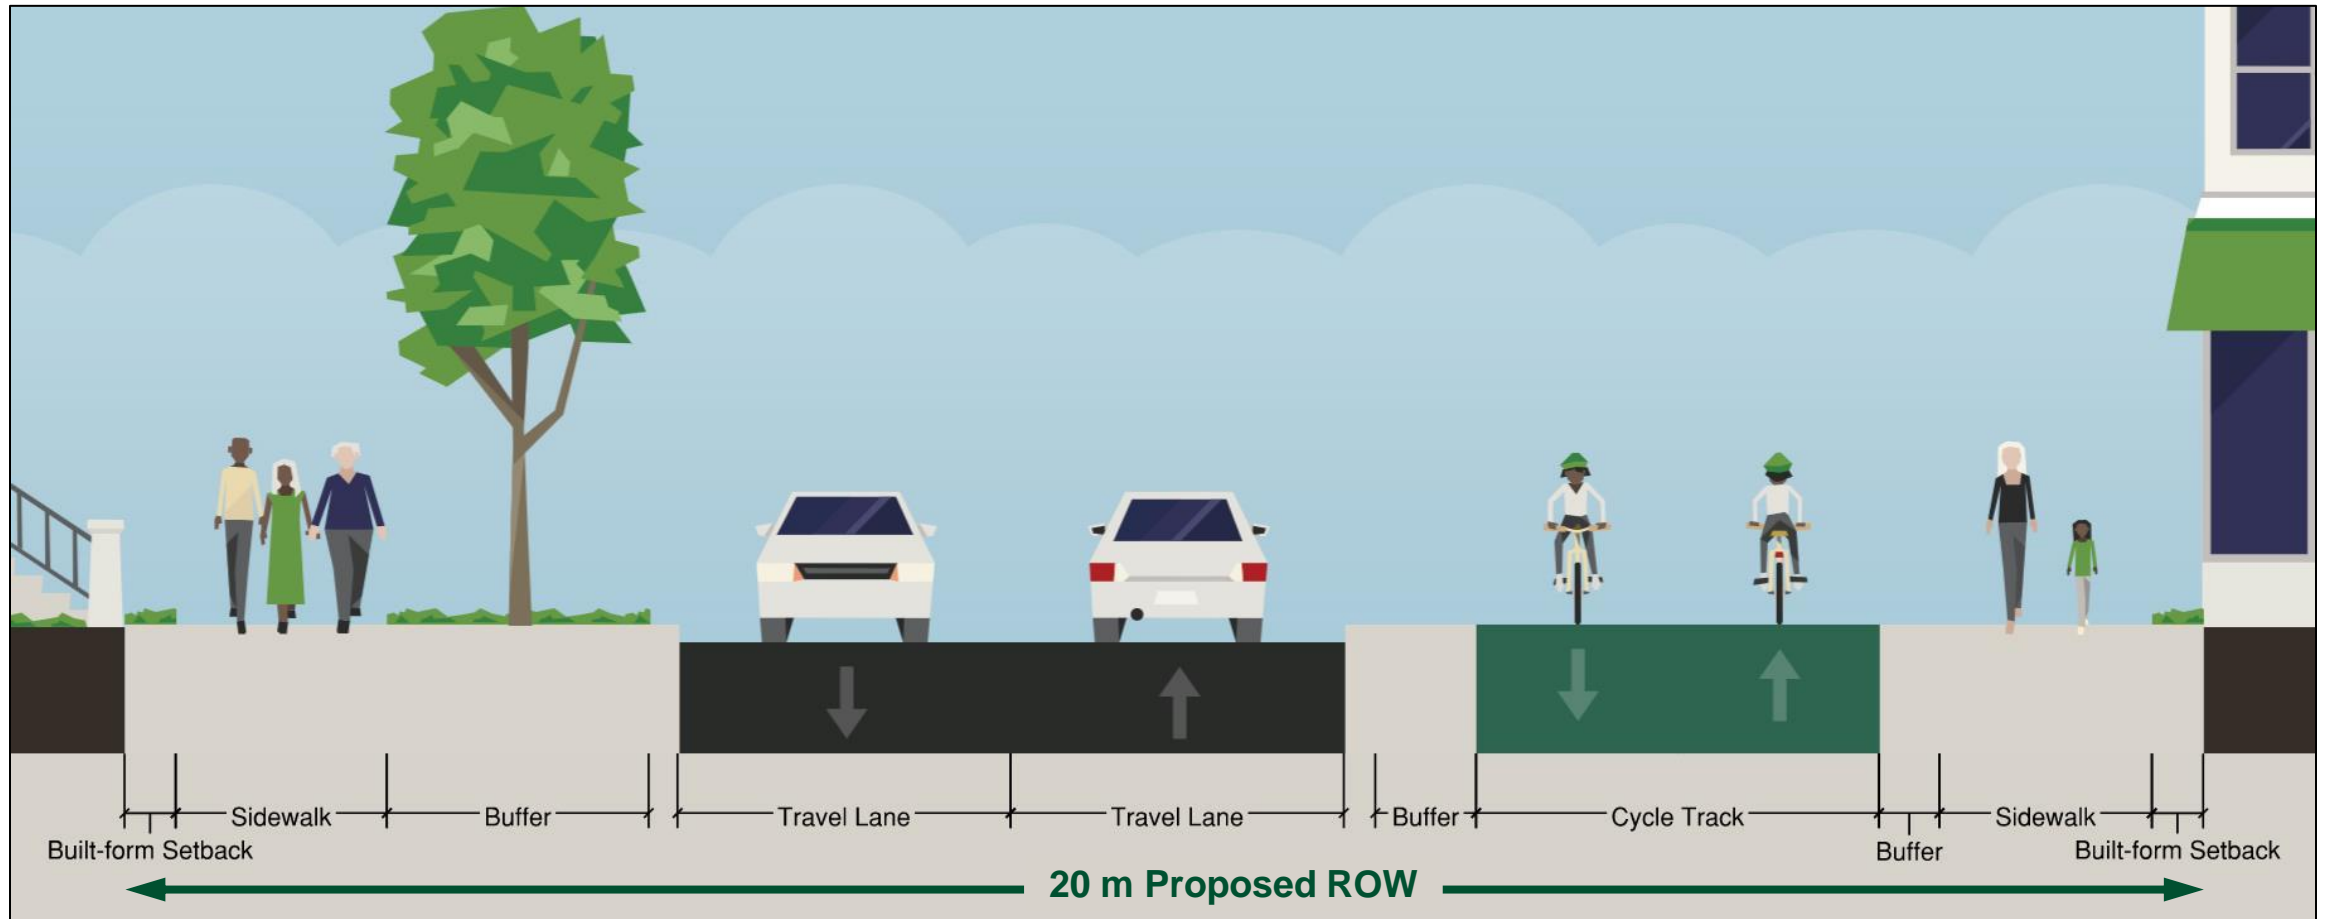 Sidewalk
Buffer
Travel Lane
Travel Lane
Buffer
Cycle Track
Sidewalk
Built-form Setback
Buffer
Built-form Setback
20 m Proposed ROW